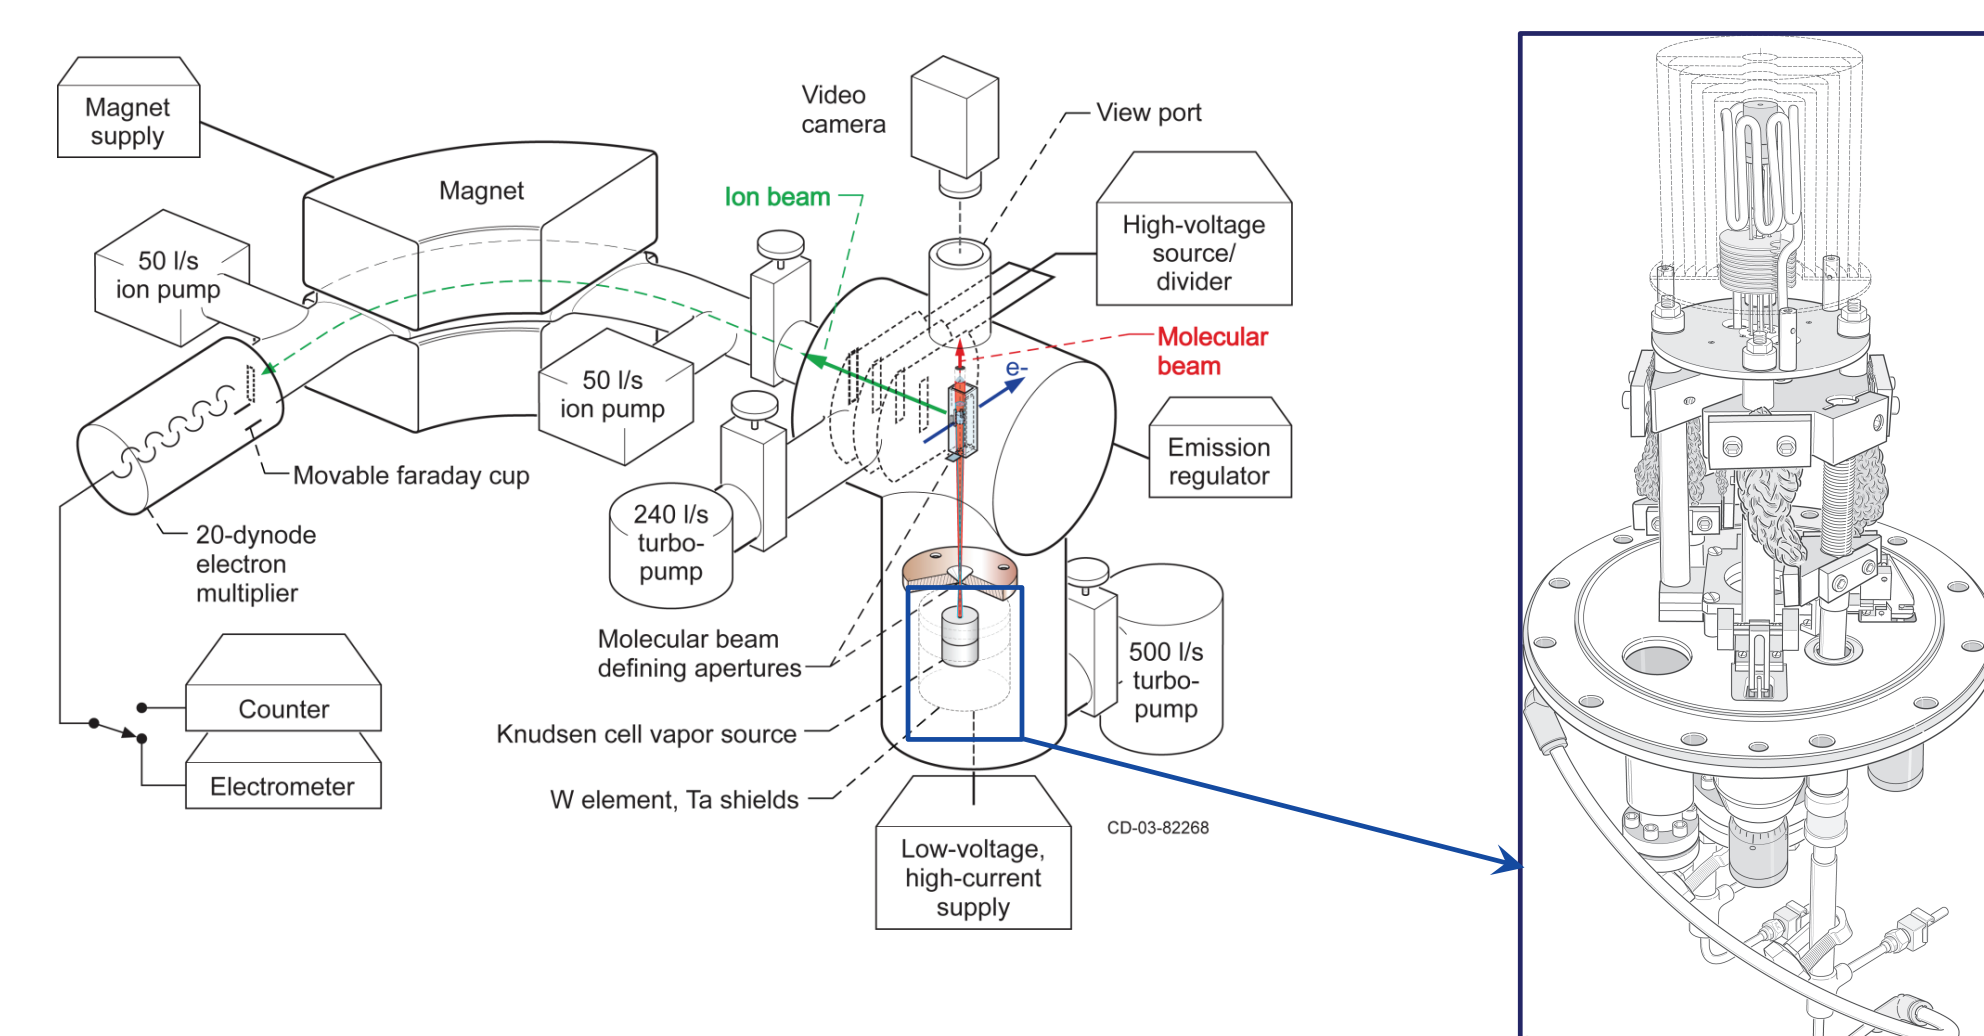 Magnet
supply
Magnet
50 l/s
ion pump
Ion beam
Video
camera
View port
High-voltage
source/
divider
Molecular
beam
e-
50 l/s
ion pump
Emission
regulator
Movable faraday cup
20-dynode
electron
multiplier
240 l/s
turbo-
pump
Molecular beam
defining apertures
500 l/s
turbo-
pump
Counter
Electrometer
Knudsen cell vapor source
W element, Ta shields
CD-03-82268
Low-voltage,
high-current
supply